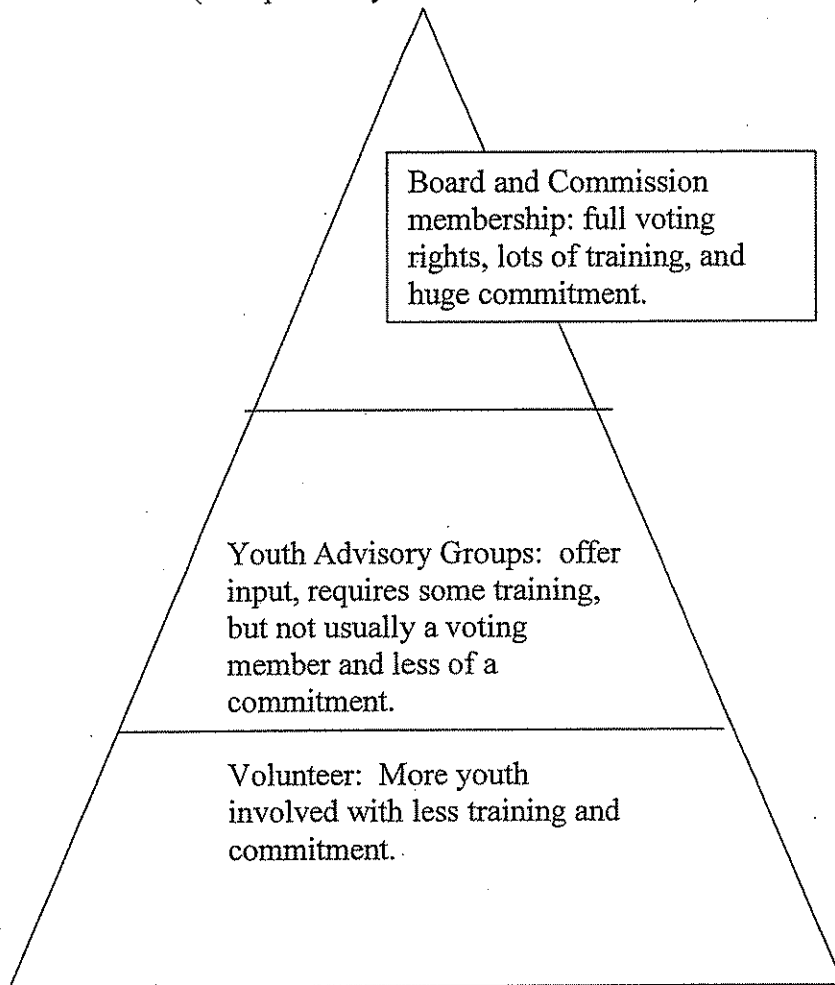 Board and Commission
membership: full voting
rights, lots of training, and
huge commitment.
Youth Advisory Groups: offer
input, requires some training,
but not usually a voting
member and less of a
commitment.
Volunteer: More youth
involved with less training and
commitment.